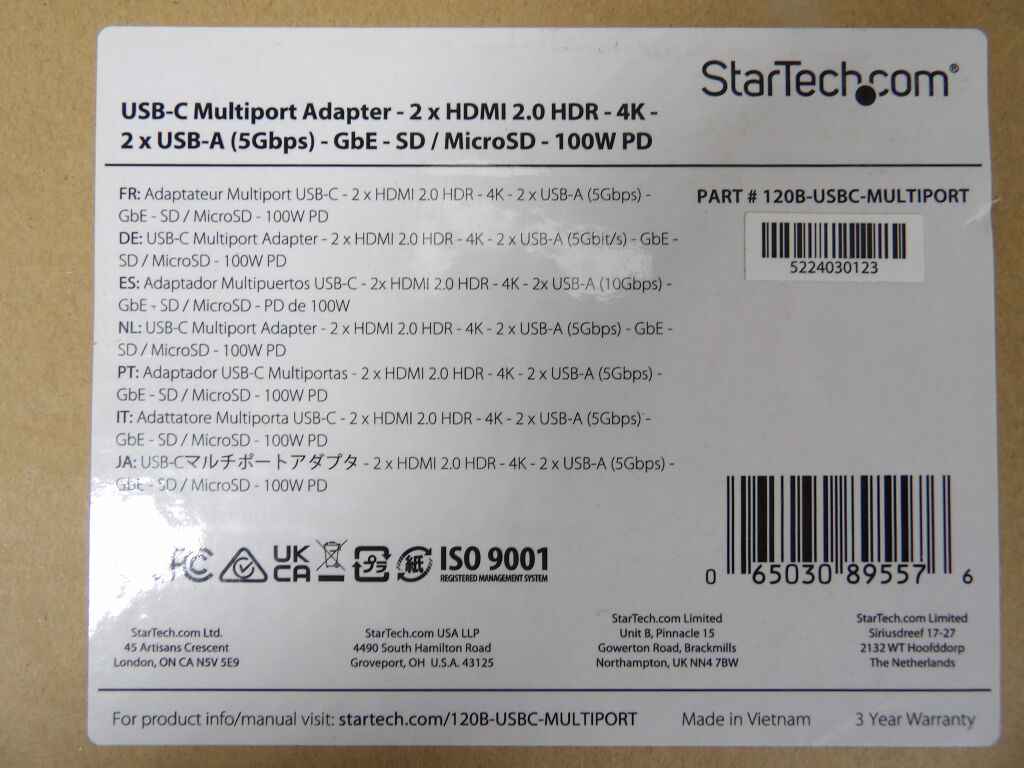 StarTech.com®
USB-C Multiport Adapter - 2 x HDMI 2.0 HDR - 4K -
2 x USB-A (5Gbps) - GbE - SD / MicroSD - 100W PD
FR: Adaptateur Multiport USB-C - 2 x HDMI 2.0 HDR - 4K - 2 x USB-A (5Gbps) -
GbE - SD / MicroSD - 100W PD
DE: USB-C Multiport Adapter - 2 x HDMI 2.0 HDR - 4K - 2 x USB-A (5Gbit/s) - GbE -
SD / MicroSD - 100W PD
ES: Adaptador Multipuertos USB-C - 2x HDMI 2.0 HDR - 4K - 2x USB-A (10Gbps) -
GbE - SD / MicroSD - PD de 100W
NL: USB-C Multiport Adapter - 2 x HDMI 2.0 HDR - 4K - 2 x USB-A (5Gbps) - GbE -
SD / MicroSD - 100W PD
PT: Adaptador USB-C Multiportas - 2 x HDMI 2.0 HDR - 4K - 2 x USB-A (5Gbps) -
GbE - SD / MicroSD - 100W PD
IT: Adattatore Multiporta USB-C - 2 x HDMI 2.0 HDR - 4K - 2 x USB-A (5Gbps) -
GbE - SD / MicroSD - 100W PD
JA: USB-Cマルチポートアダプタ - 2 x HDMI 2.0 HDR - 4K - 2 x USB-A (5Gbps) -
GbE - SD / MicroSD - 100W PD
PART # 120B-USBC-MULTIPORT
5224030123
0 65030 89557 6
FC UK CA プラ 紙 ISO 9001
REGISTERED MANAGEMENT SYSTEM
StarTech.com Ltd.
45 Artisans Crescent
London, ON CA N5V 5E9
StarTech.com USA LLP
4490 South Hamilton Road
Groveport, OH U.S.A. 43125
StarTech.com Limited
Unit B, Pinnacle 15
Gowerton Road, Brackmills
Northampton, UK NN4 7BW
StarTech.com Limited
Siriusdreef 17-27
2132 WT Hoofddorp
The Netherlands
For product info/manual visit: startech.com/120B-USBC-MULTIPORT
Made in Vietnam
3 Year Warranty